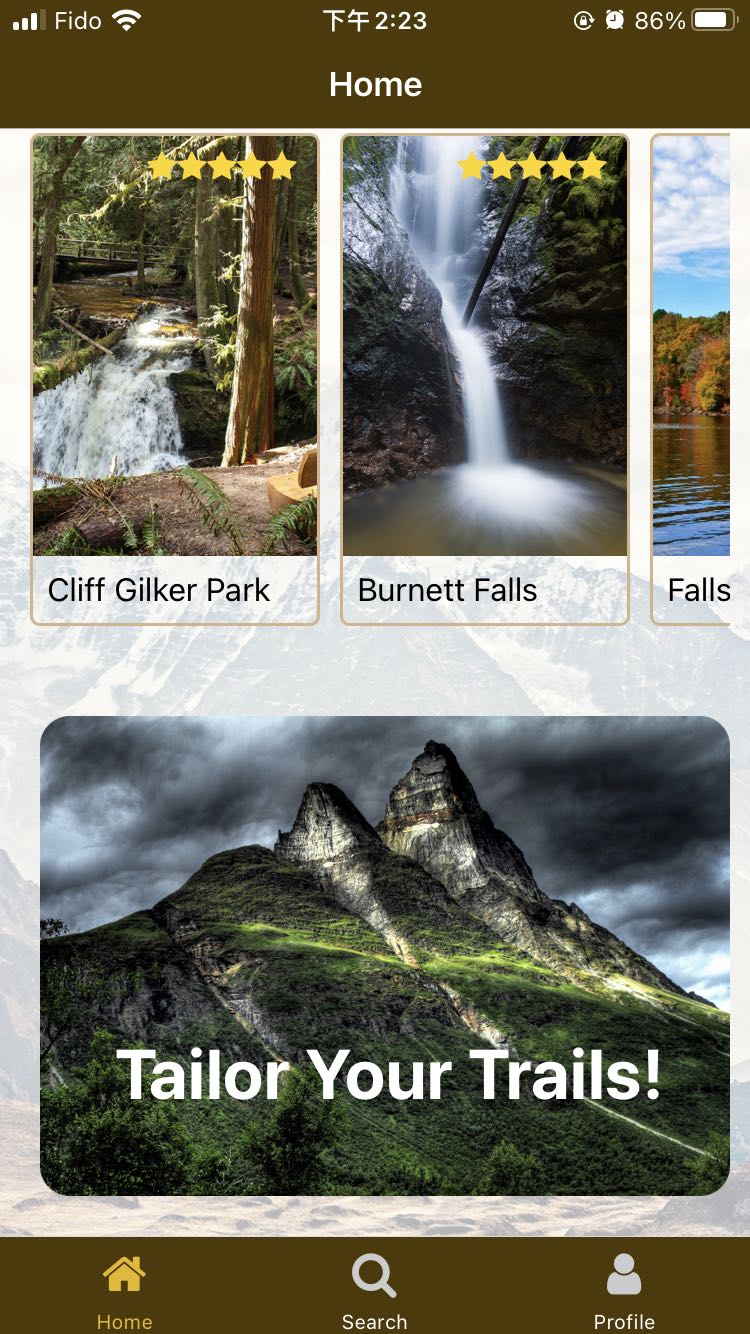 Fido 下午2:23 86%
Home
Cliff Gilker Park
Burnett Falls
Falls
Tailor Your Trails!
Home
Search
Profile